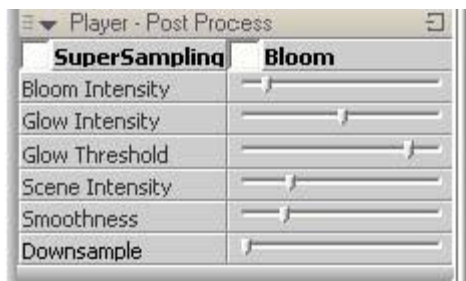 Player - Post Process
SuperSampling Bloom
Bloom Intensity
Glow Intensity
Glow Threshold
Scene Intensity
Smoothness
Downsample